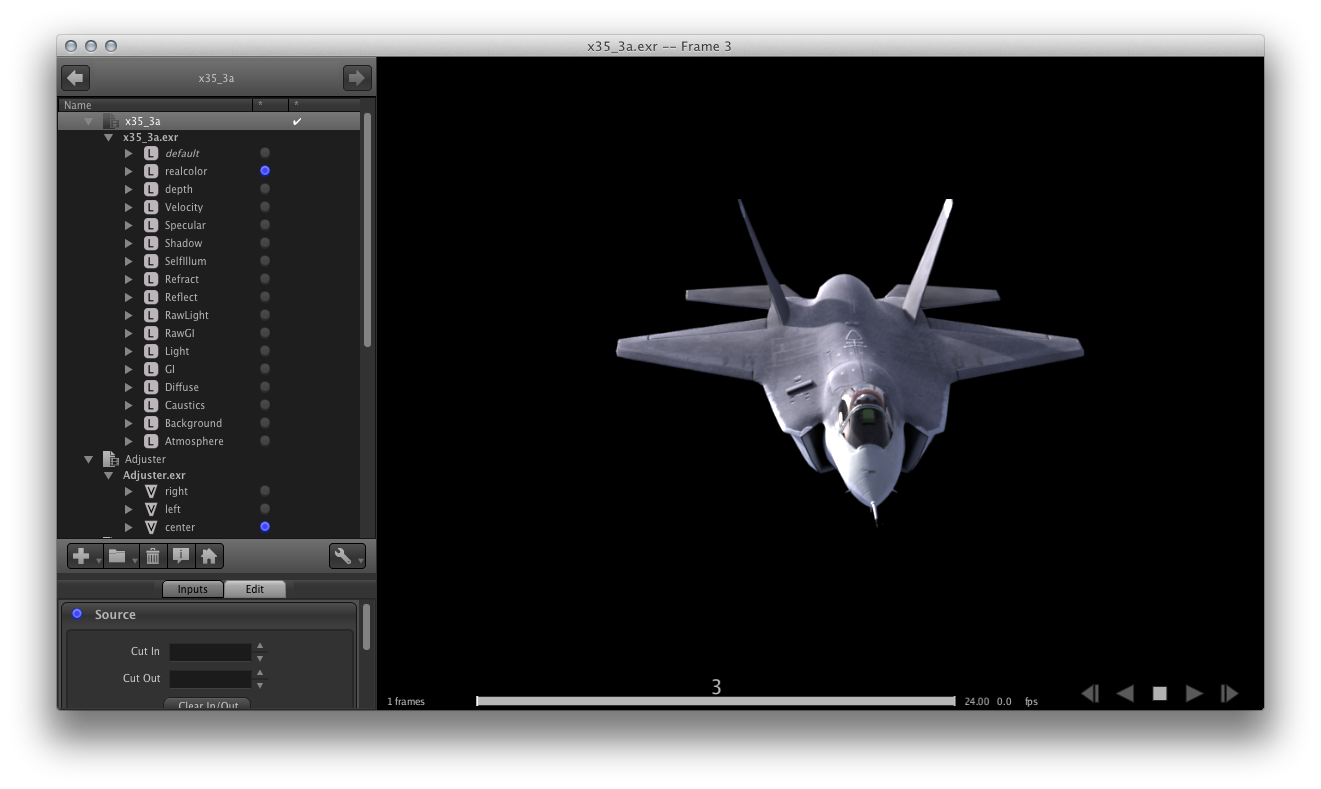 x35_3a.exr -- Frame 3
x35_3a
Name * *
x35_3a ✔
x35_3a.exr
L default
L realcolor
L depth
L Velocity
L Specular
L Shadow
L SelfIllum
L Refract
L Reflect
L RawLight
L RawGI
L Light
L GI
L Diffuse
L Caustics
L Background
L Atmosphere
Adjuster
Adjuster.exr
V right
V left
V center
Inputs Edit
Source
Cut In
Cut Out
Clear In/Out
3
1 frames 24.00 0.0 fps